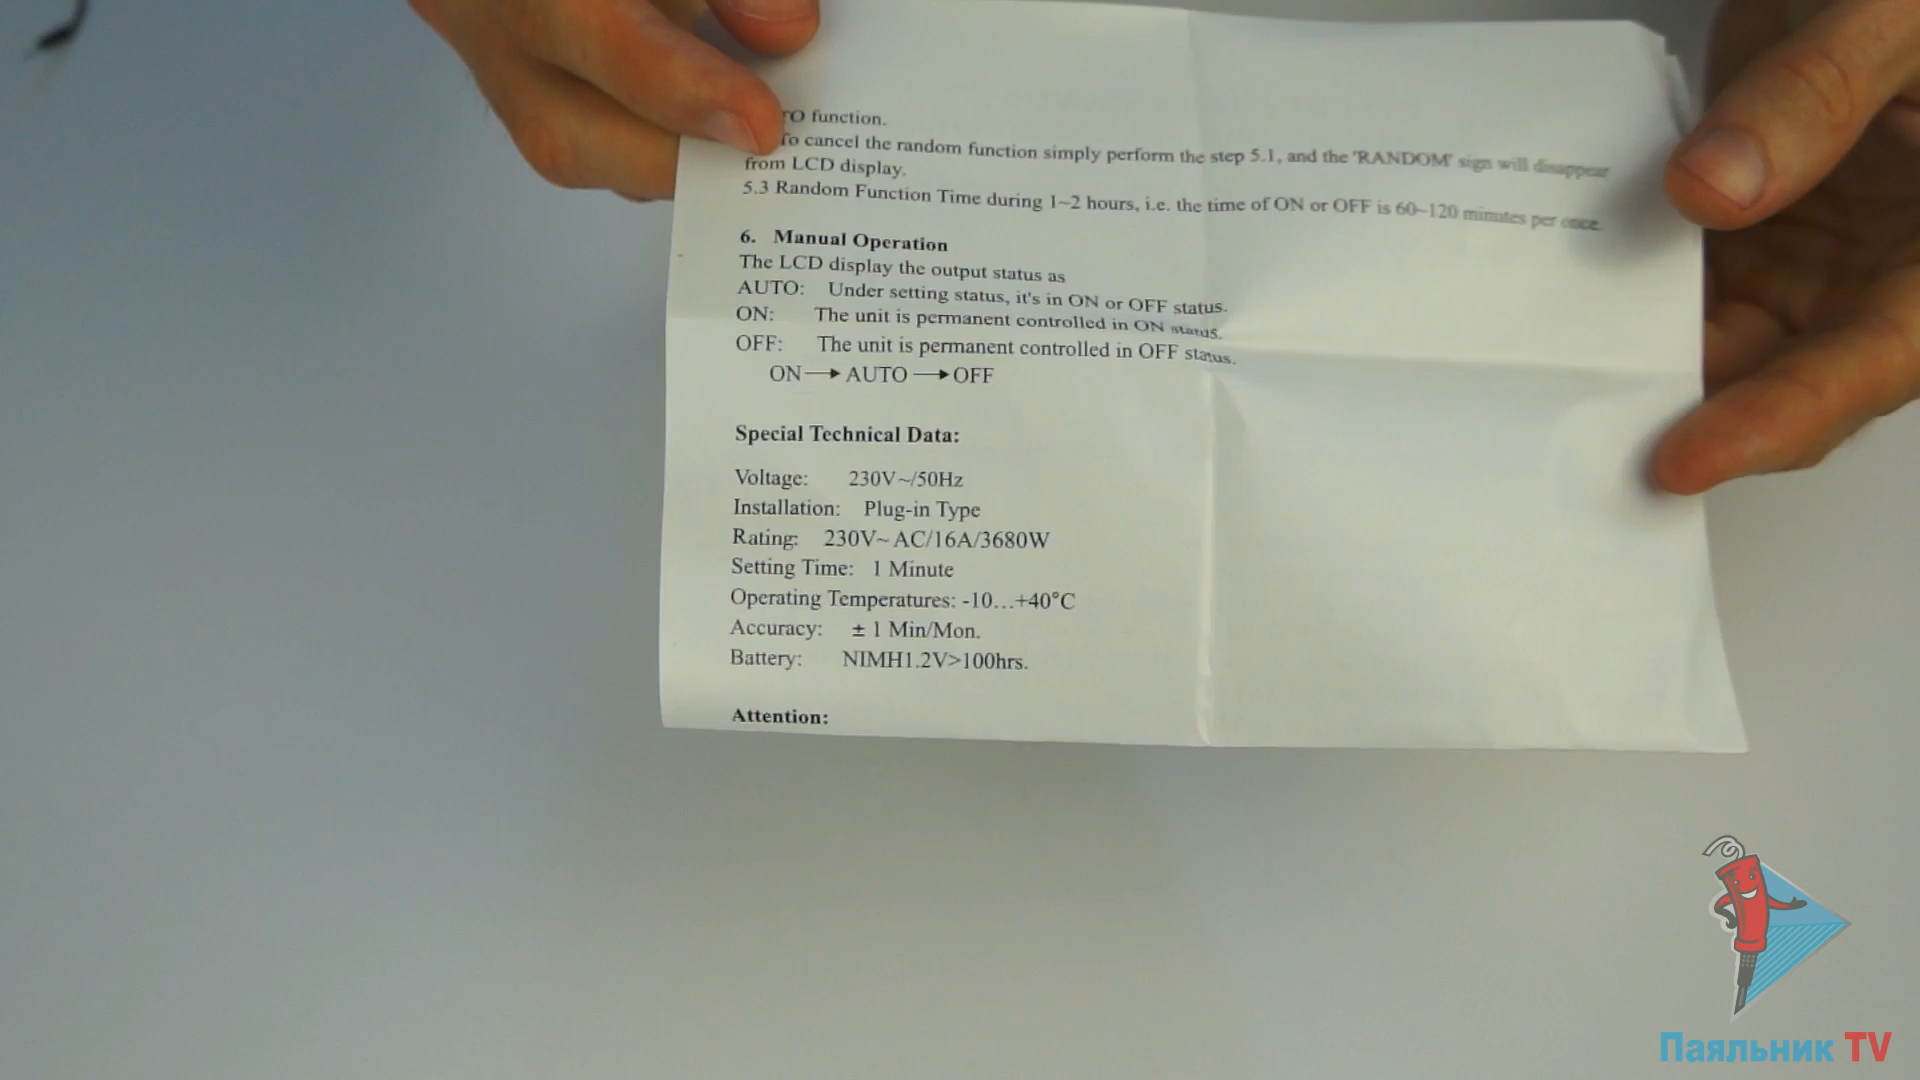 TO function.
To cancel the random function simply perform the step 5.1, and the 'RANDOM' sign will disappear
from LCD display.
5.3 Random Function Time during 1~2 hours, i.e. the time of ON or OFF is 60~120 minutes per once.
6. Manual Operation
The LCD display the output status as
AUTO: Under setting status, it's in ON or OFF status.
ON: The unit is permanent controlled in ON status.
OFF: The unit is permanent controlled in OFF status.
ON → AUTO → OFF
Special Technical Data:
Voltage: 230V~/50Hz
Installation: Plug-in Type
Rating: 230V~ AC/16A/3680W
Setting Time: 1 Minute
Operating Temperatures: -10…+40°C
Accuracy: ± 1 Min/Mon.
Battery: NIMH1.2V>100hrs.
Attention:
Паяльник TV